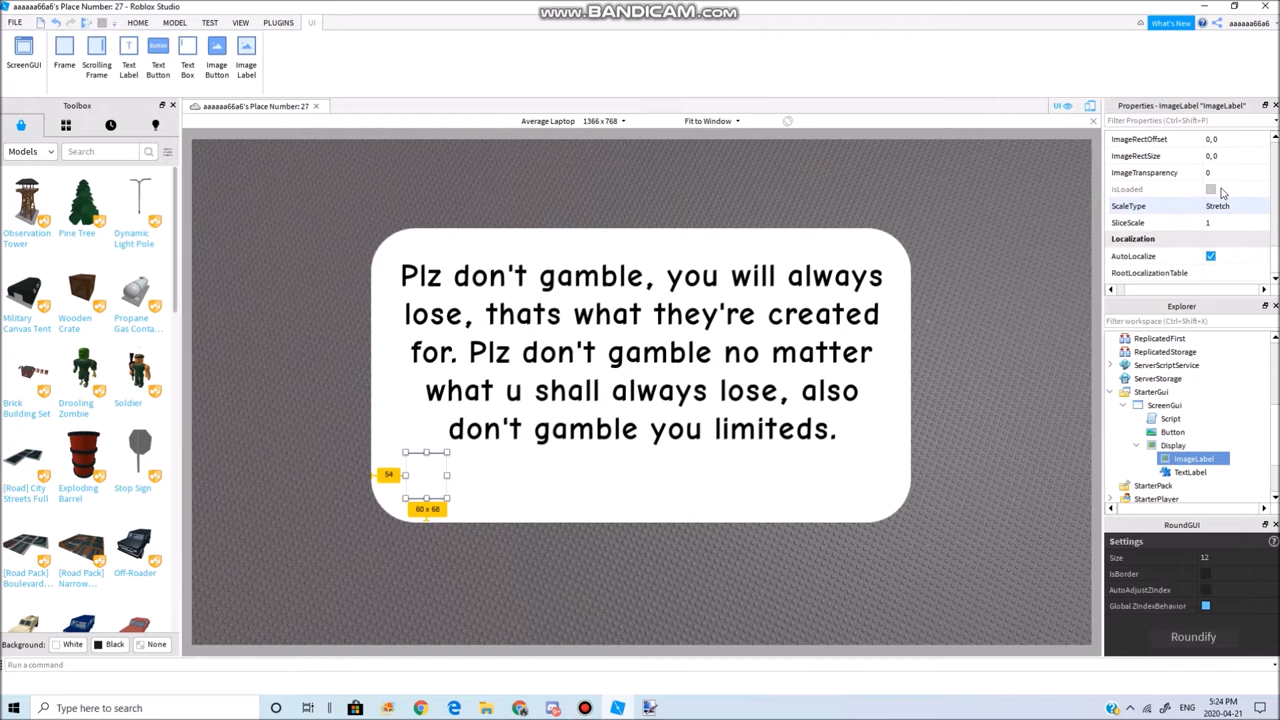 aaaaaa66a6's Place Number: 27 - Roblox Studio
www.BANDICAM.com
FILE HOME MODEL TEST VIEW PLUGINS UI
What's New aaaaaa66a6
ScreenGUI Frame Scrolling Frame Text Label Text Button Text Box Image Button Image Label
Button
Toolbox
aaaaaa66a6's Place Number: 27
UI
Average Laptop 1366 x 768 Fit to Window
Models Search
Observation Tower Pine Tree Dynamic Light Pole
Military Canvas Tent Wooden Crate Propane Gas Conta...
Brick Building Set Drooling Zombie Soldier
[Road] City Streets Full Exploding Barrel Stop Sign
[Road Pack] Boulevard... [Road Pack] Narrow... Off-Roader
Background: White Black None
Run a command
Plz don't gamble, you will always
lose, thats what they're created
for. Plz don't gamble no matter
what u shall always lose, also
don't gamble you limiteds.
54
60 x 68
Properties - ImageLabel "ImageLabel"
Filter Properties (Ctrl+Shift+P)
ImageRectOffset 0, 0
ImageRectSize 0, 0
ImageTransparency 0
IsLoaded
ScaleType Stretch
SliceScale 1
Localization
AutoLocalize
RootLocalizationTable
Explorer
Filter workspace (Ctrl+Shift+X)
ReplicatedFirst
ReplicatedStorage
ServerScriptService
ServerStorage
StarterGui
ScreenGui
Script
Button
Display
ImageLabel
TextLabel
StarterPack
StarterPlayer
RoundGUI
Settings
Size 12
IsBorder
AutoAdjustZIndex
Global ZIndexBehavior
Roundify
Type here to search
5:24 PM
2020-04-21